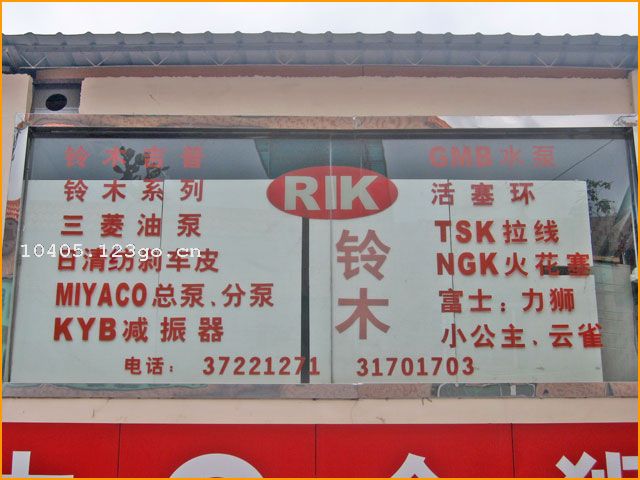 铃木吉普
铃木系列
三菱油泵
日清纺刹车皮
MIYACO总泵、分泵
KYB减振器
RIK
铃木
GMB水泵
活塞环
TSK拉线
NGK火花塞
富士：力狮
小公主、云雀
电话： 37221271 31701703
10405.123go.cn